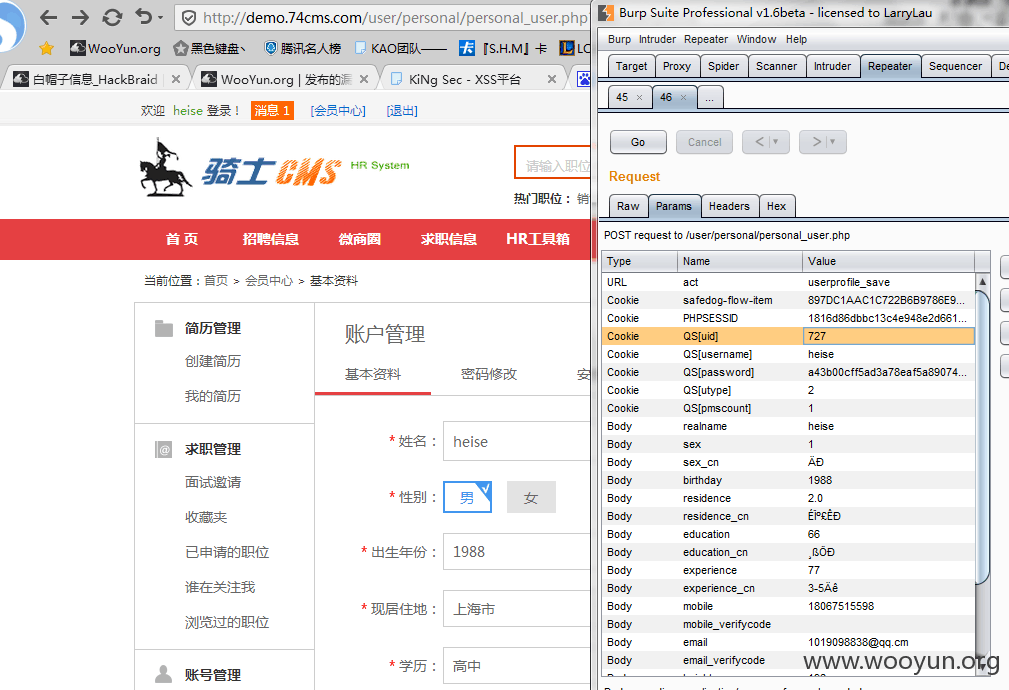 http://demo.74cms.com/user/personal/personal_user.php
WooYun.org 黑色键盘、 腾讯名人榜 KAO团队—— 『S.H.M』卡
白帽子信息_HackBraid × WooYun.org | 发布的漏 × KiNg Sec - XSS平台 ×
欢迎 heise 登录！ 消息 1 [会员中心] [退出]
骑士CMS HR System
请输入职位
热门职位：销
首 页 招聘信息 微商圈 求职信息 HR工具箱
当前位置：首页 > 会员中心 > 基本资料
简历管理
创建简历
我的简历
求职管理
面试邀请
收藏夹
已申请的职位
谁在关注我
浏览过的职位
账号管理
账户管理
基本资料 密码修改 安
* 姓名： heise
* 性别： 男 女
* 出生年份： 1988
* 现居住地： 上海市
* 学历： 高中
Burp Suite Professional v1.6beta - licensed to LarryLau
Burp Intruder Repeater Window Help
Target Proxy Spider Scanner Intruder Repeater Sequencer De
45 × 46 × ...
Go Cancel < | ▼ > | ▼
Request
Raw Params Headers Hex
POST request to /user/personal/personal_user.php
Type Name Value
URL act userprofile_save
Cookie safedog-flow-item 897DC1AAC1C722B6B9786E9...
Cookie PHPSESSID 1816d86dbbc13c4e948e2d661...
Cookie QS[uid] 727
Cookie QS[username] heise
Cookie QS[password] a43b00cff5ad3a78eaf5a89074...
Cookie QS[utype] 2
Cookie QS[pmscount] 1
Body realname heise
Body sex 1
Body sex_cn ÄÐ
Body birthday 1988
Body residence 2.0
Body residence_cn ÉÏº£ÊÐ
Body education 66
Body education_cn ¸ßÖÐ
Body experience 77
Body experience_cn 3-5Äê
Body mobile 18067515598
Body mobile_verifycode
Body email 1019098838@qq.cm
Body email_verifycode
www.wooyun.org